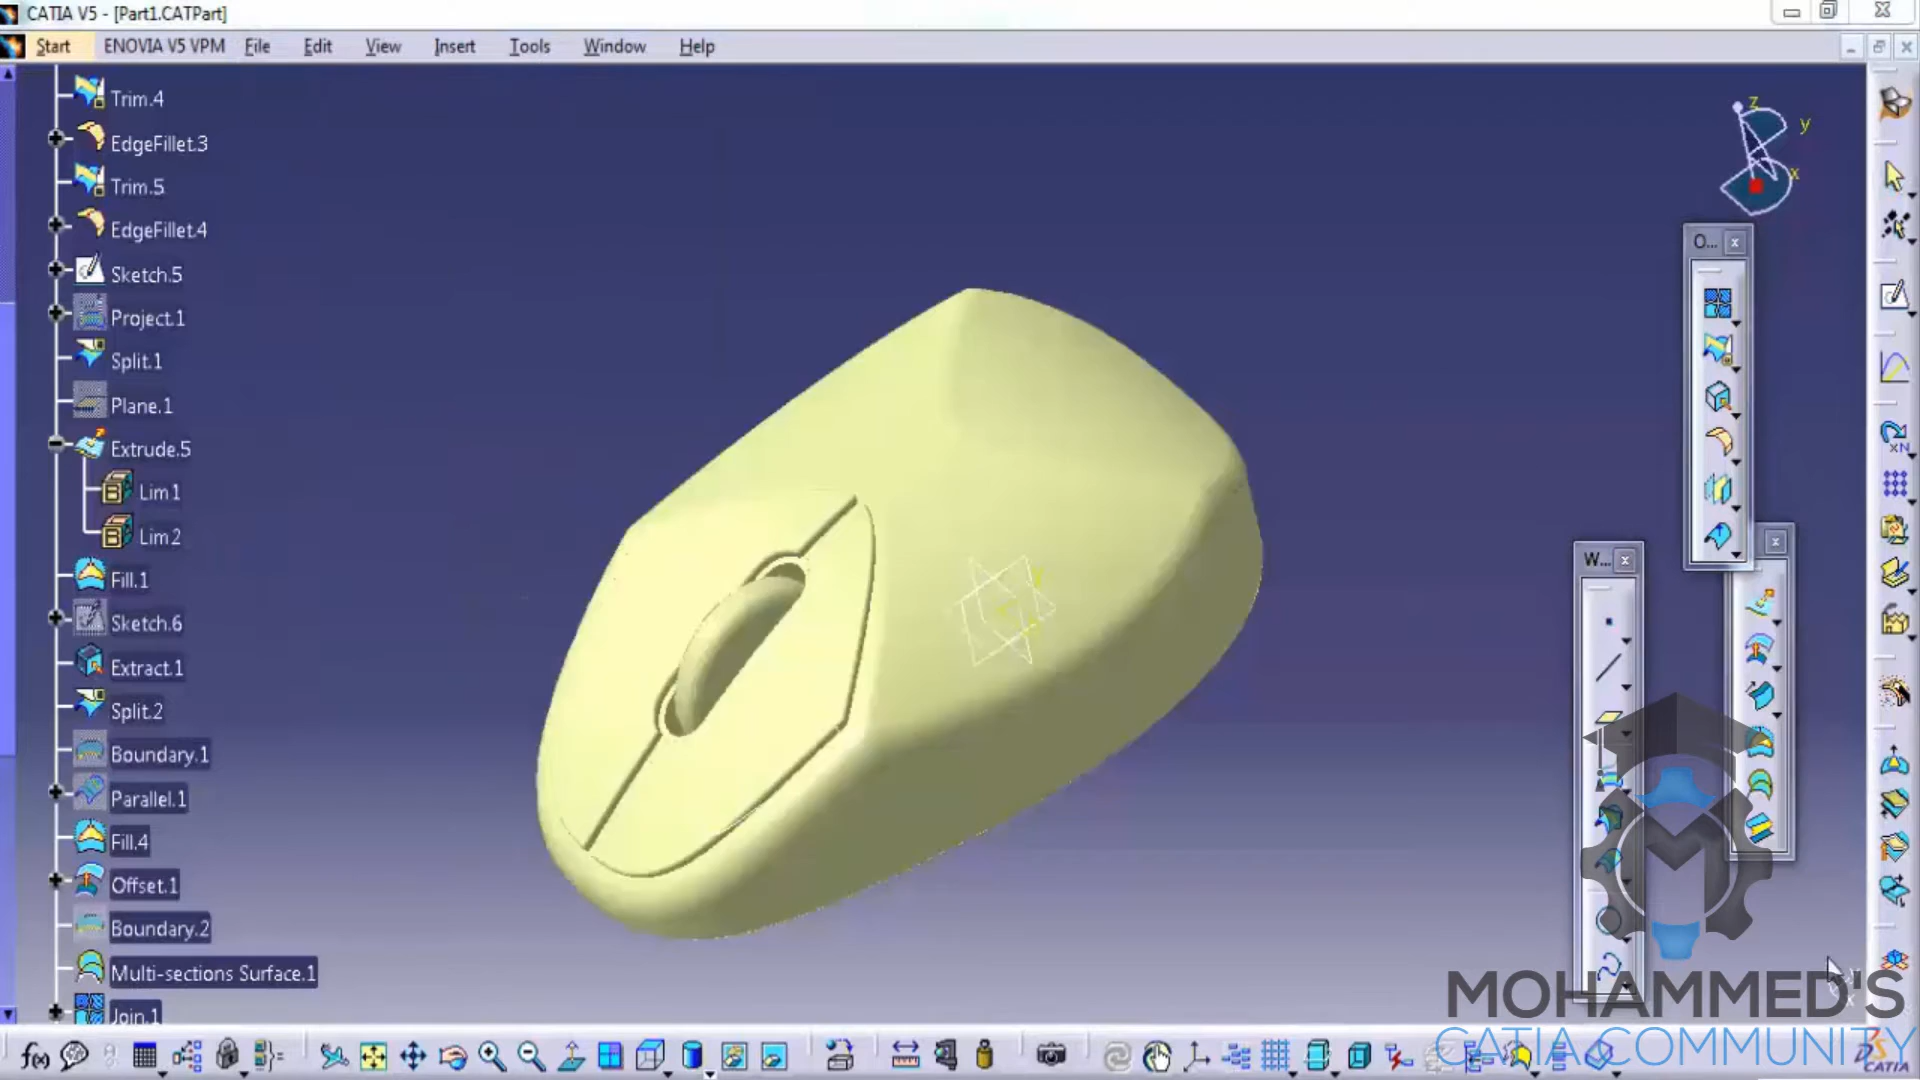 CATIA V5 - [Part1.CATPart]
Start ENOVIA V5 VPM File Edit View Insert Tools Window Help
Trim.4
EdgeFillet.3
Trim.5
EdgeFillet.4
Sketch.5
Project.1
Split.1
Plane.1
Extrude.5
Lim1
Lim2
Fill.1
Sketch.6
Extract.1
Split.2
Boundary.1
Parallel.1
Fill.4
Offset.1
Boundary.2
Multi-sections Surface.1
Join.1
z
y
x
O...
W...
MOHAMMED'S
CATIA COMMUNITY
f(x)
CATIA